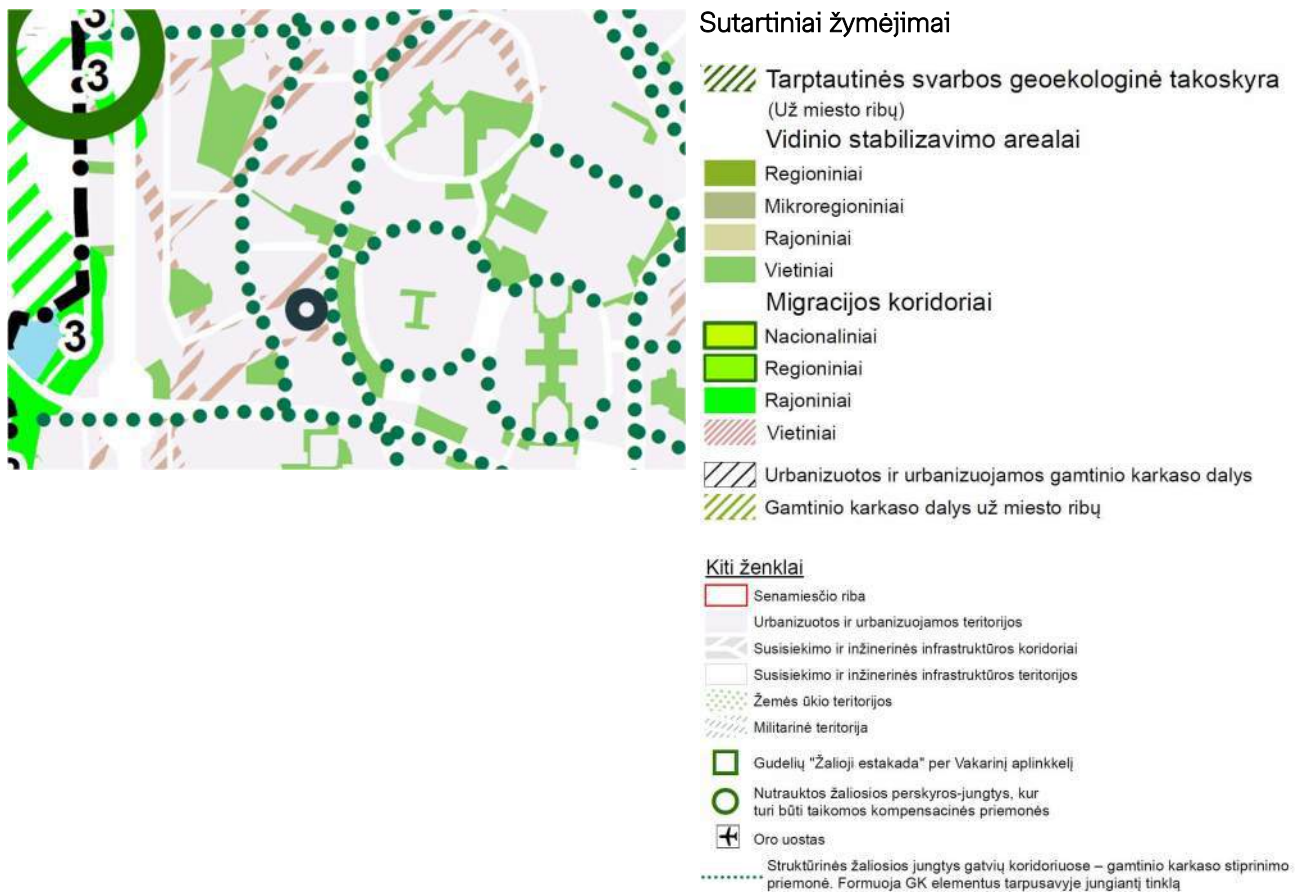 3
3
3
Sutartiniai žymėjimai
Tarptautinės svarbos geoekologinė takoskyra
(Už miesto ribų)
Vidinio stabilizavimo arealai
Regioniniai
Mikroregioniniai
Rajoniniai
Vietiniai
Migracijos koridoriai
Nacionaliniai
Regioniniai
Rajoniniai
Vietiniai
Urbanizuotos ir urbanizuojamos gamtinio karkaso dalys
Gamtinio karkaso dalys už miesto ribų
Kiti ženklai
Senamiesčio riba
Urbanizuotos ir urbanizuojamos teritorijos
Susisiekimo ir inžinerinės infrastruktūros koridoriai
Susisiekimo ir inžinerinės infrastruktūros teritorijos
Žemės ūkio teritorijos
Militarinė teritorija
Gudelių "Žalioji estakada" per Vakarinį aplinkkelį
Nutrauktos žaliosios perskyros-jungtys, kur
turi būti taikomos kompensacinės priemonės
Oro uostas
Struktūrinės žaliosios jungtys gatvių koridoriuose – gamtinio karkaso stiprinimo
priemonė. Formuoja GK elementus tarpusavyje jungiantį tinklą